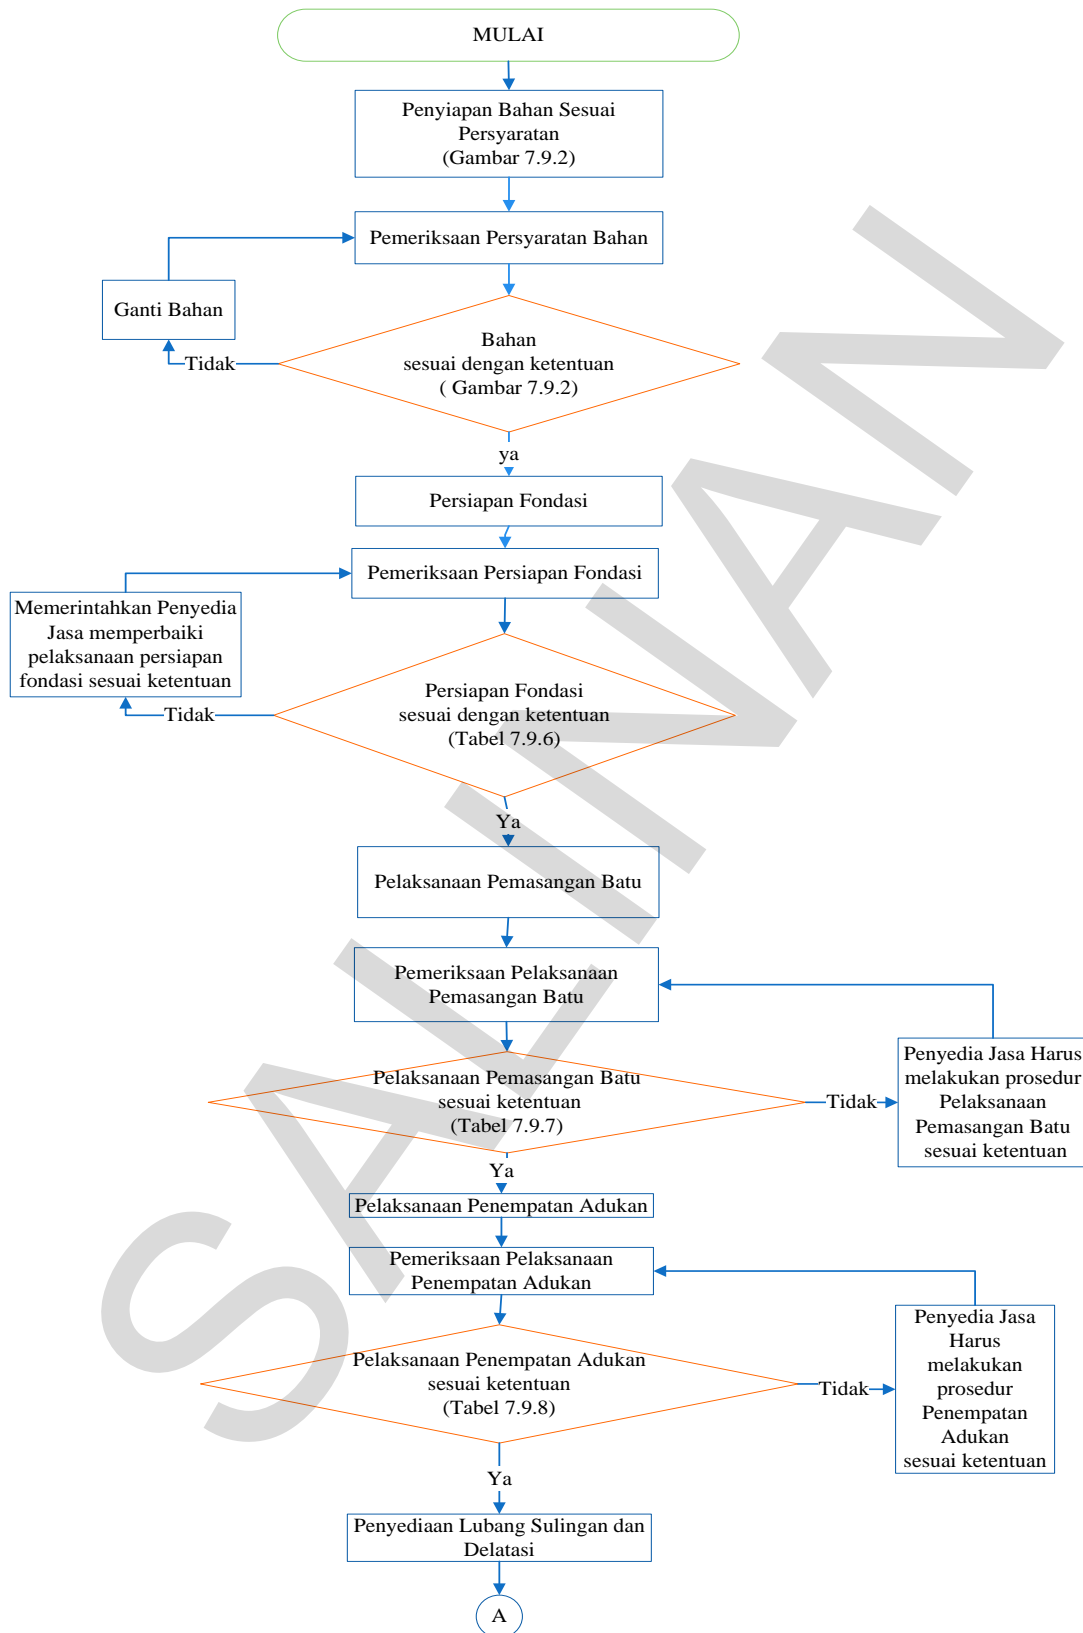 MULAI
Penyiapan Bahan Sesuai
Persyaratan
(Gambar 7.9.2)
Pemeriksaan Persyaratan Bahan
Ganti Bahan
Bahan
sesuai dengan ketentuan
( Gambar 7.9.2)
Tidak
ya
Persiapan Fondasi
Pemeriksaan Persiapan Fondasi
Memerintahkan Penyedia
Jasa memperbaiki
pelaksanaan persiapan
fondasi sesuai ketentuan
Persiapan Fondasi
sesuai dengan ketentuan
(Tabel 7.9.6)
Tidak
Ya
Pelaksanaan Pemasangan Batu
Pemeriksaan Pelaksanaan
Pemasangan Batu
Pelaksanaan Pemasangan Batu
sesuai ketentuan
(Tabel 7.9.7)
Tidak
Penyedia Jasa Harus
melakukan prosedur
Pelaksanaan
Pemasangan Batu
sesuai ketentuan
Ya
Pelaksanaan Penempatan Adukan
Pemeriksaan Pelaksanaan
Penempatan Adukan
Pelaksanaan Penempatan Adukan
sesuai ketentuan
(Tabel 7.9.8)
Tidak
Penyedia Jasa
Harus
melakukan
prosedur
Penempatan
Adukan
sesuai ketentuan
Ya
Penyediaan Lubang Sulingan dan
Delatasi
A
SALINAN